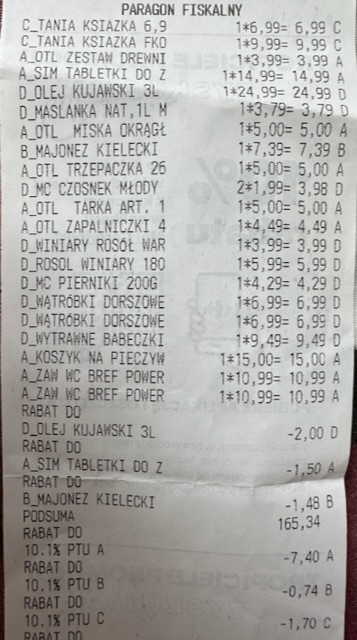 PARAGON FISKALNY
C_TANIA KSIAZKA 6,9 1*6,99= 6,99 C
C_TANIA KSIAZKA FKO 1*9,99= 9,99 C
A_OTL ZESTAW DREWNI 1*3,99= 3,99 A
A_SIM TABLETKI DO Z 1*14,99= 14,99 A
D_OLEJ KUJAWSKI 3L 1*24,99= 24,99 D
D_MAŚLANKA NAT,1L M 1*3,79= 3,79 D
A_OTL MISKA OKRĄGŁ 1*5,00= 5,00 A
B_MAJONEZ KIELECKI 1*7,39= 7,39 B
A_OTL TRZEPACZKA 26 1*5,00= 5,00 A
D_MC CZOSNEK MŁODY 2*1,99= 3,98 D
A_OTL TARKA ART. 1 1*5,00= 5,00 A
A_OTL ZAPALNICZKI 4 1*4,49= 4,49 A
D_WINIARY ROSÓŁ WAR 1*3,99= 3,99 D
D_ROSOL WINIARY 180 1*5,99= 5,99 D
D_MC PIERNIKI 200G 1*4,29= 4,29 D
D_WĄTRÓBKI DORSZOWE 1*6,99= 6,99 D
D_WĄTRÓBKI DORSZOWE 1*6,99= 6,99 D
D_WYTRAWNE BABECZKI 1*9,49= 9,49 D
A_KOSZYK NA PIECZYW 1*15,00= 15,00 A
A_ZAW WC BREF POWER 1*10,99= 10,99 A
A_ZAW WC BREF POWER 1*10,99= 10,99 A
RABAT DO
D_OLEJ KUJAWSKI 3L -2,00 D
RABAT DO
A_SIM TABLETKI DO Z -1,50 A
RABAT DO
B_MAJONEZ KIELECKI -1,48 B
PODSUMA 165,34
RABAT DO
10.1% PTU A -7,40 A
RABAT DO
10.1% PTU B -0,74 B
RABAT DO
10.1% PTU C -1,70 C
RABAT DO